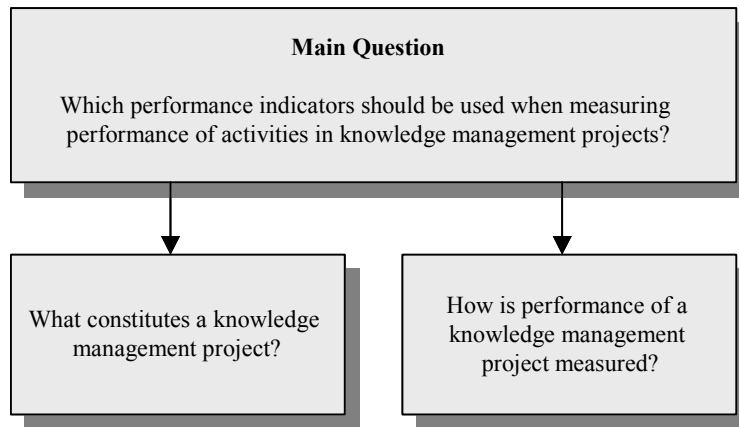 Main Question
Which performance indicators should be used when measuring
performance of activities in knowledge management projects?
What constitutes a knowledge
management project?
How is performance of a
knowledge management
project measured?